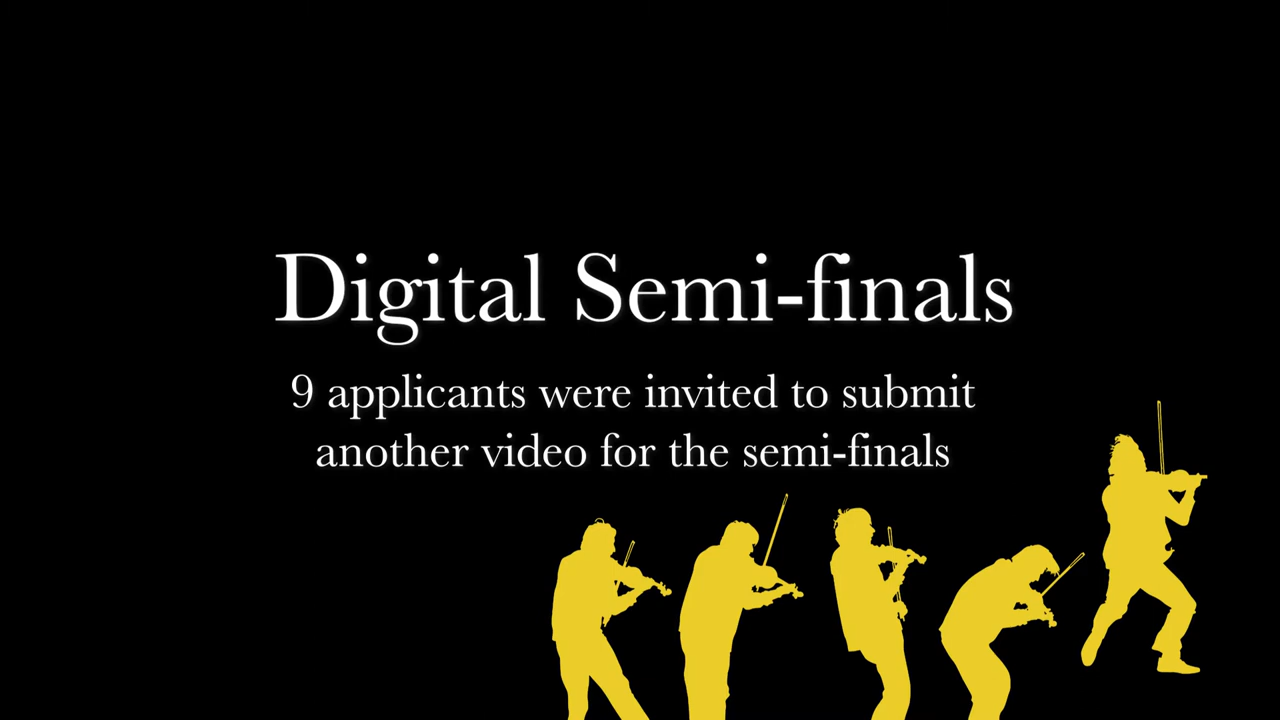 Digital Semi-finals
9 applicants were invited to submit
another video for the semi-finals